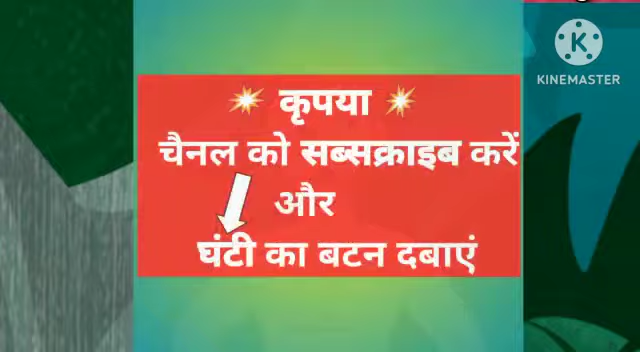 💥 कृपया 💥
चैनल को सब्सक्राइब करें
और
घंटी का बटन दबाएं
KINEMASTER